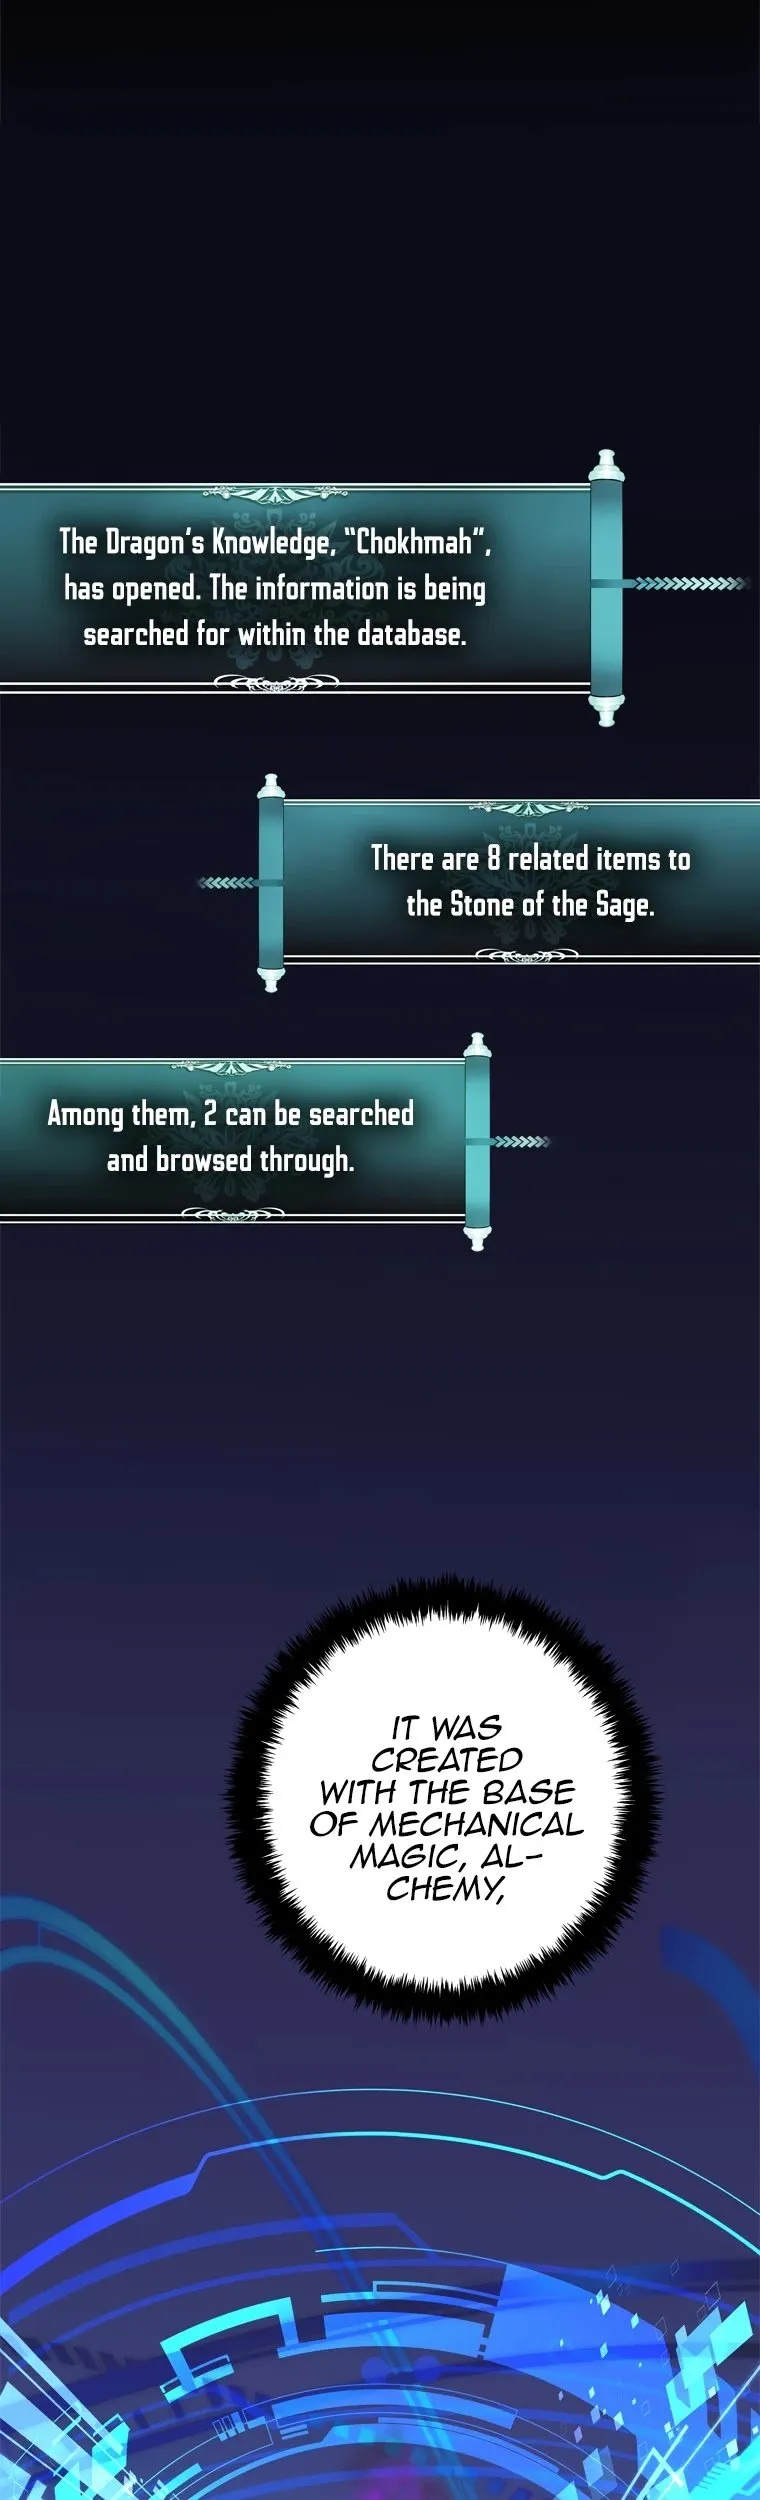 The Dragon's Knowledge, "Chokhmah",
has opened. The information is being
searched for within the database.
There are 8 related items to
the Stone of the Sage.
Among them, 2 can be searched
and browsed through.
IT WAS
CREATED
WITH THE BASE
OF MECHANICAL
MAGIC, AL-
CHEMY,